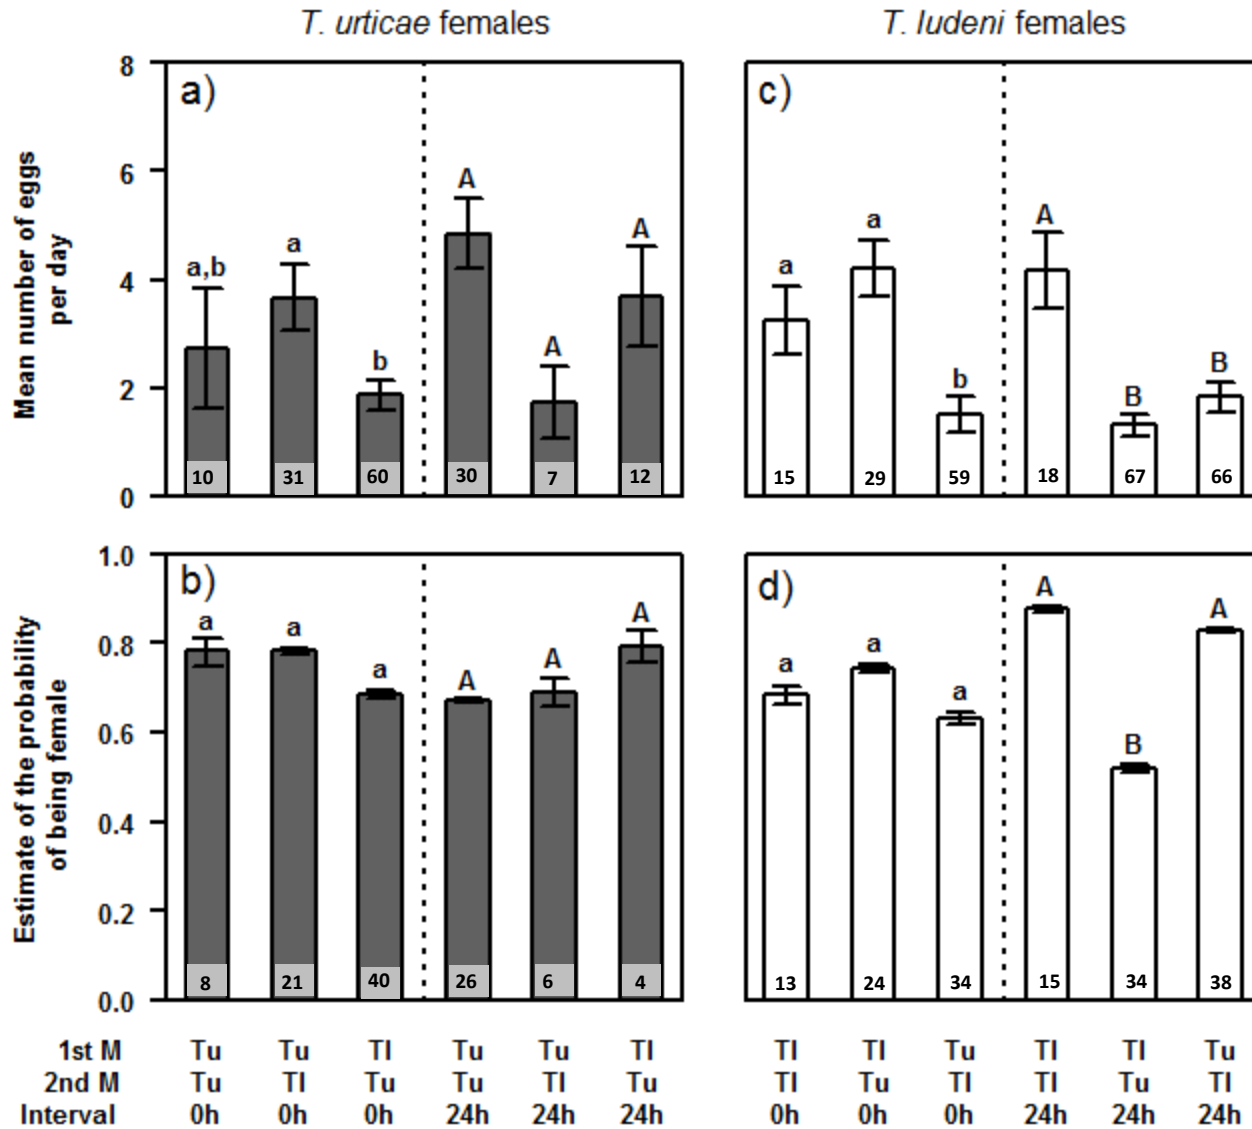 T. urticae females
T. ludeni females
Mean number of eggs
per day
8
6
4
2
0
a)
a,b
a
b
A
A
A
10
31
60
30
7
12
c)
a
a
b
A
B
B
15
29
59
18
67
66
Estimate of the probability
of being female
1.0
0.8
0.6
0.4
0.2
0.0
b)
a
a
a
A
A
A
8
21
40
26
6
4
d)
a
a
a
A
B
A
13
24
34
15
34
38
1st M Tu Tu Tl Tu Tu Tl Tl Tl Tu Tl Tl Tu
2nd M Tu Tl Tu Tu Tl Tu Tl Tu Tl Tl Tu Tl
Interval 0h 0h 0h 24h 24h 24h 0h 0h 0h 24h 24h 24h